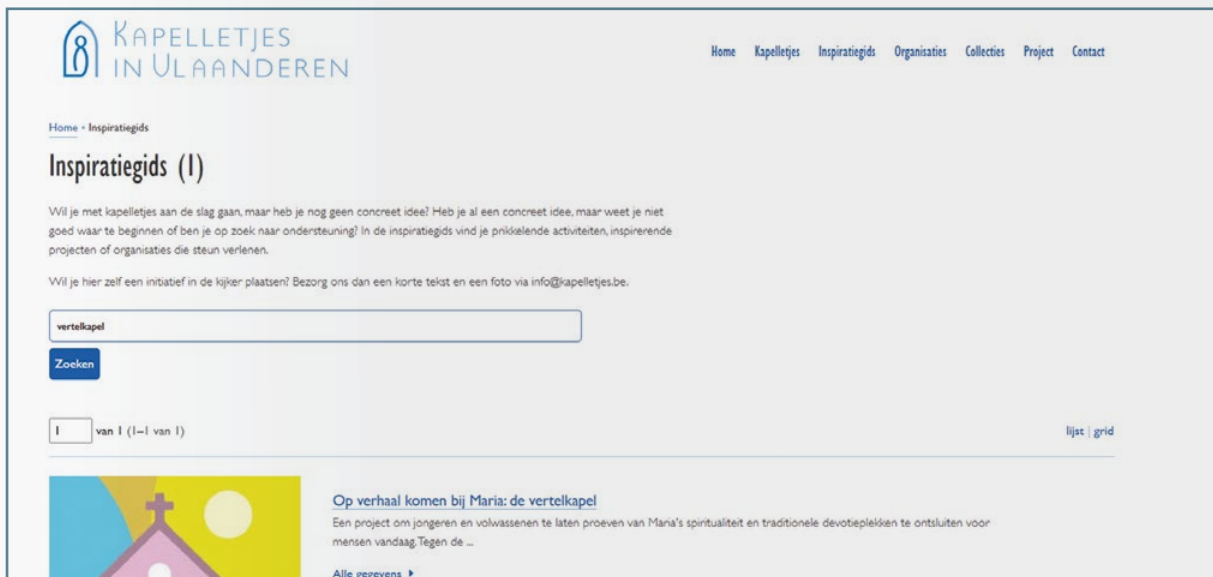 KAPELLETJES
IN VLAANDEREN
Home Kapelletjes Inspiratiegids Organisaties Collecties Project Contact
Home • Inspiratiegids
Inspiratiegids (1)
Wil je met kapelletjes aan de slag gaan, maar heb je nog geen concreet idee? Heb je al een concreet idee, maar weet je niet
goed waar te beginnen of ben je op zoek naar ondersteuning? In de inspiratiegids vind je prikkelende activiteiten, inspirerende
projecten of organisaties die steun verlenen.
Wil je hier zelf een initiatief in de kijker plaatsen? Bezorg ons dan een korte tekst en een foto via info@kapelletjes.be.
vertelkapel
Zoeken
1 van 1 (1–1 van 1)
lijst | grid
Op verhaal komen bij Maria: de vertelkapel
Een project om jongeren en volwassenen te laten proeven van Maria's spiritualiteit en traditionele devotieplekken te ontsluiten voor
mensen vandaag. Tegen de ...
Alle gegevens